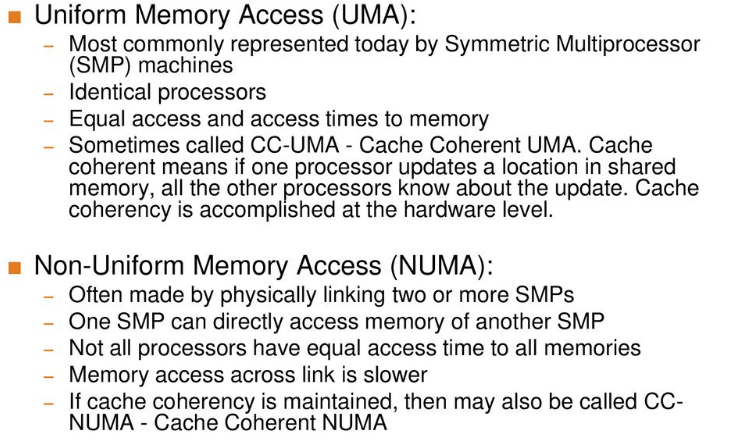 ■ Uniform Memory Access (UMA):
– Most commonly represented today by Symmetric Multiprocessor
(SMP) machines
– Identical processors
– Equal access and access times to memory
– Sometimes called CC-UMA - Cache Coherent UMA. Cache
coherent means if one processor updates a location in shared
memory, all the other processors know about the update. Cache
coherency is accomplished at the hardware level.
■ Non-Uniform Memory Access (NUMA):
– Often made by physically linking two or more SMPs
– One SMP can directly access memory of another SMP
– Not all processors have equal access time to all memories
– Memory access across link is slower
– If cache coherency is maintained, then may also be called CC-
NUMA - Cache Coherent NUMA